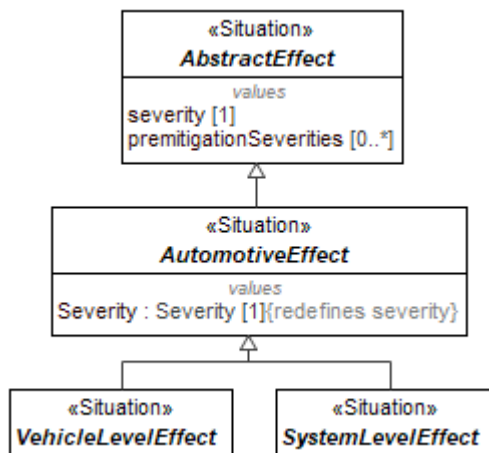 «Situation»
AbstractEffect
values
severity [1]
premitigationSeverities [0..*]
«Situation»
AutomotiveEffect
values
Severity : Severity [1]{redefines severity}
«Situation»
VehicleLevelEffect
«Situation»
SystemLevelEffect